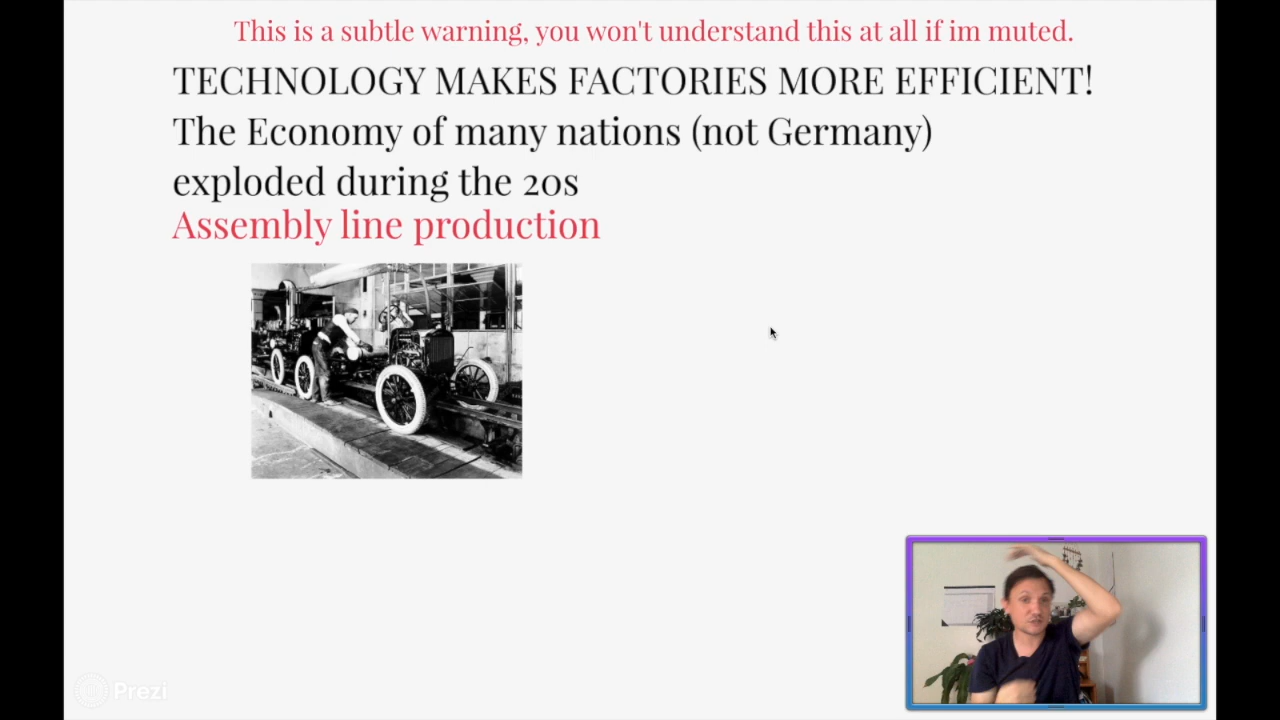 This is a subtle warning, you won't understand this at all if im muted.
TECHNOLOGY MAKES FACTORIES MORE EFFICIENT!
The Economy of many nations (not Germany)
exploded during the 20s
Assembly line production
Prezi